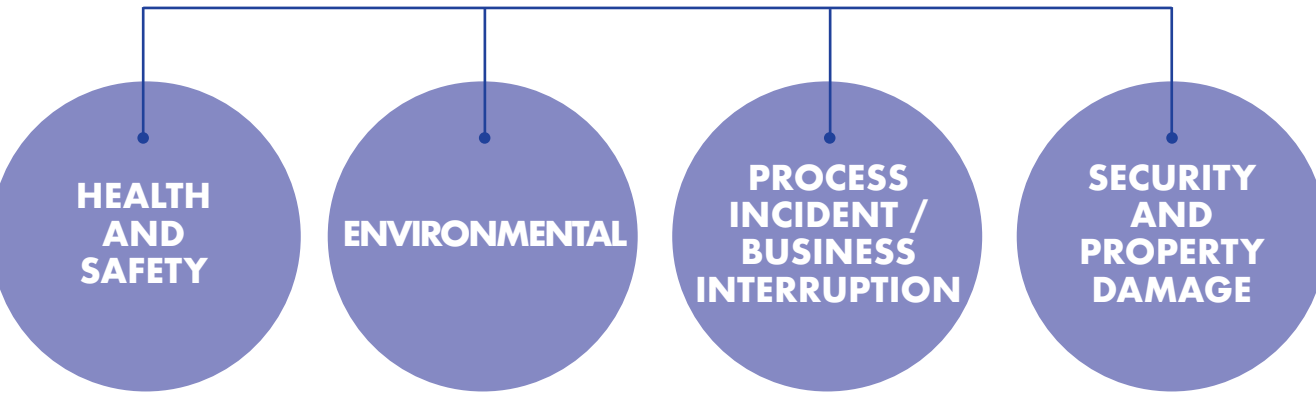 HEALTH
AND
SAFETY
ENVIRONMENTAL
PROCESS
INCIDENT /
BUSINESS
INTERRUPTION
SECURITY
AND
PROPERTY
DAMAGE